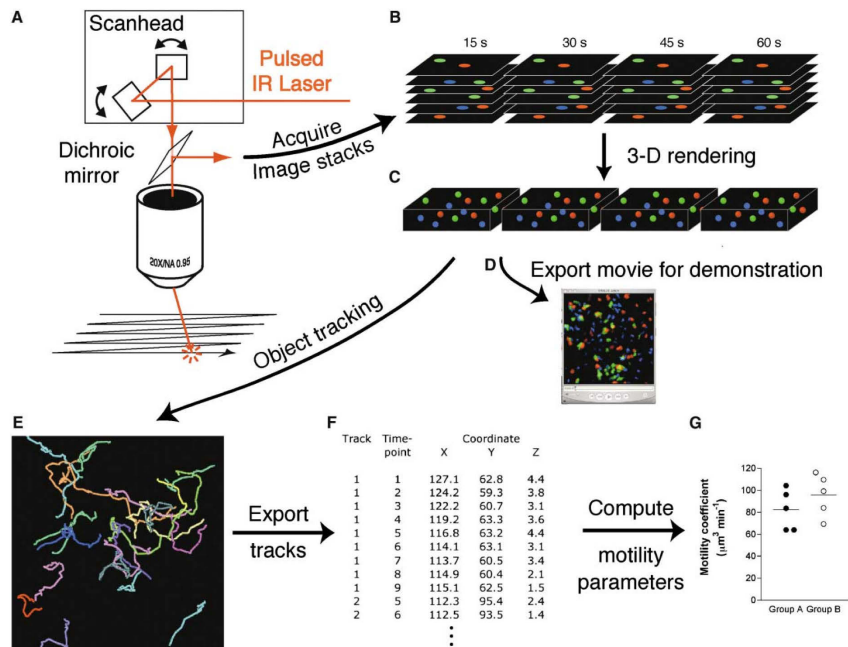 A
Scanhead
Pulsed
IR Laser
Dichroic
mirror
20X/NA 0.95
Acquire
Image stacks
B
15 s 30 s 45 s 60 s
3-D rendering
C
D
Export movie for demonstration
Object tracking
E
Export
tracks
F
Track Time- Coordinate
point X Y Z
1 1 127.1 62.8 4.4
1 2 124.2 59.3 3.8
1 3 122.2 60.7 3.1
1 4 119.2 63.3 3.6
1 5 116.8 63.2 4.4
1 6 114.1 63.1 3.1
1 7 113.7 60.5 3.4
1 8 114.9 60.4 2.1
1 9 115.1 62.5 1.5
2 5 112.3 95.4 2.4
2 6 112.5 93.5 1.4
Compute
motility
parameters
G
Motility coefficient
(μm³ min⁻¹)
120
100
80
60
40
20
0
Group A Group B